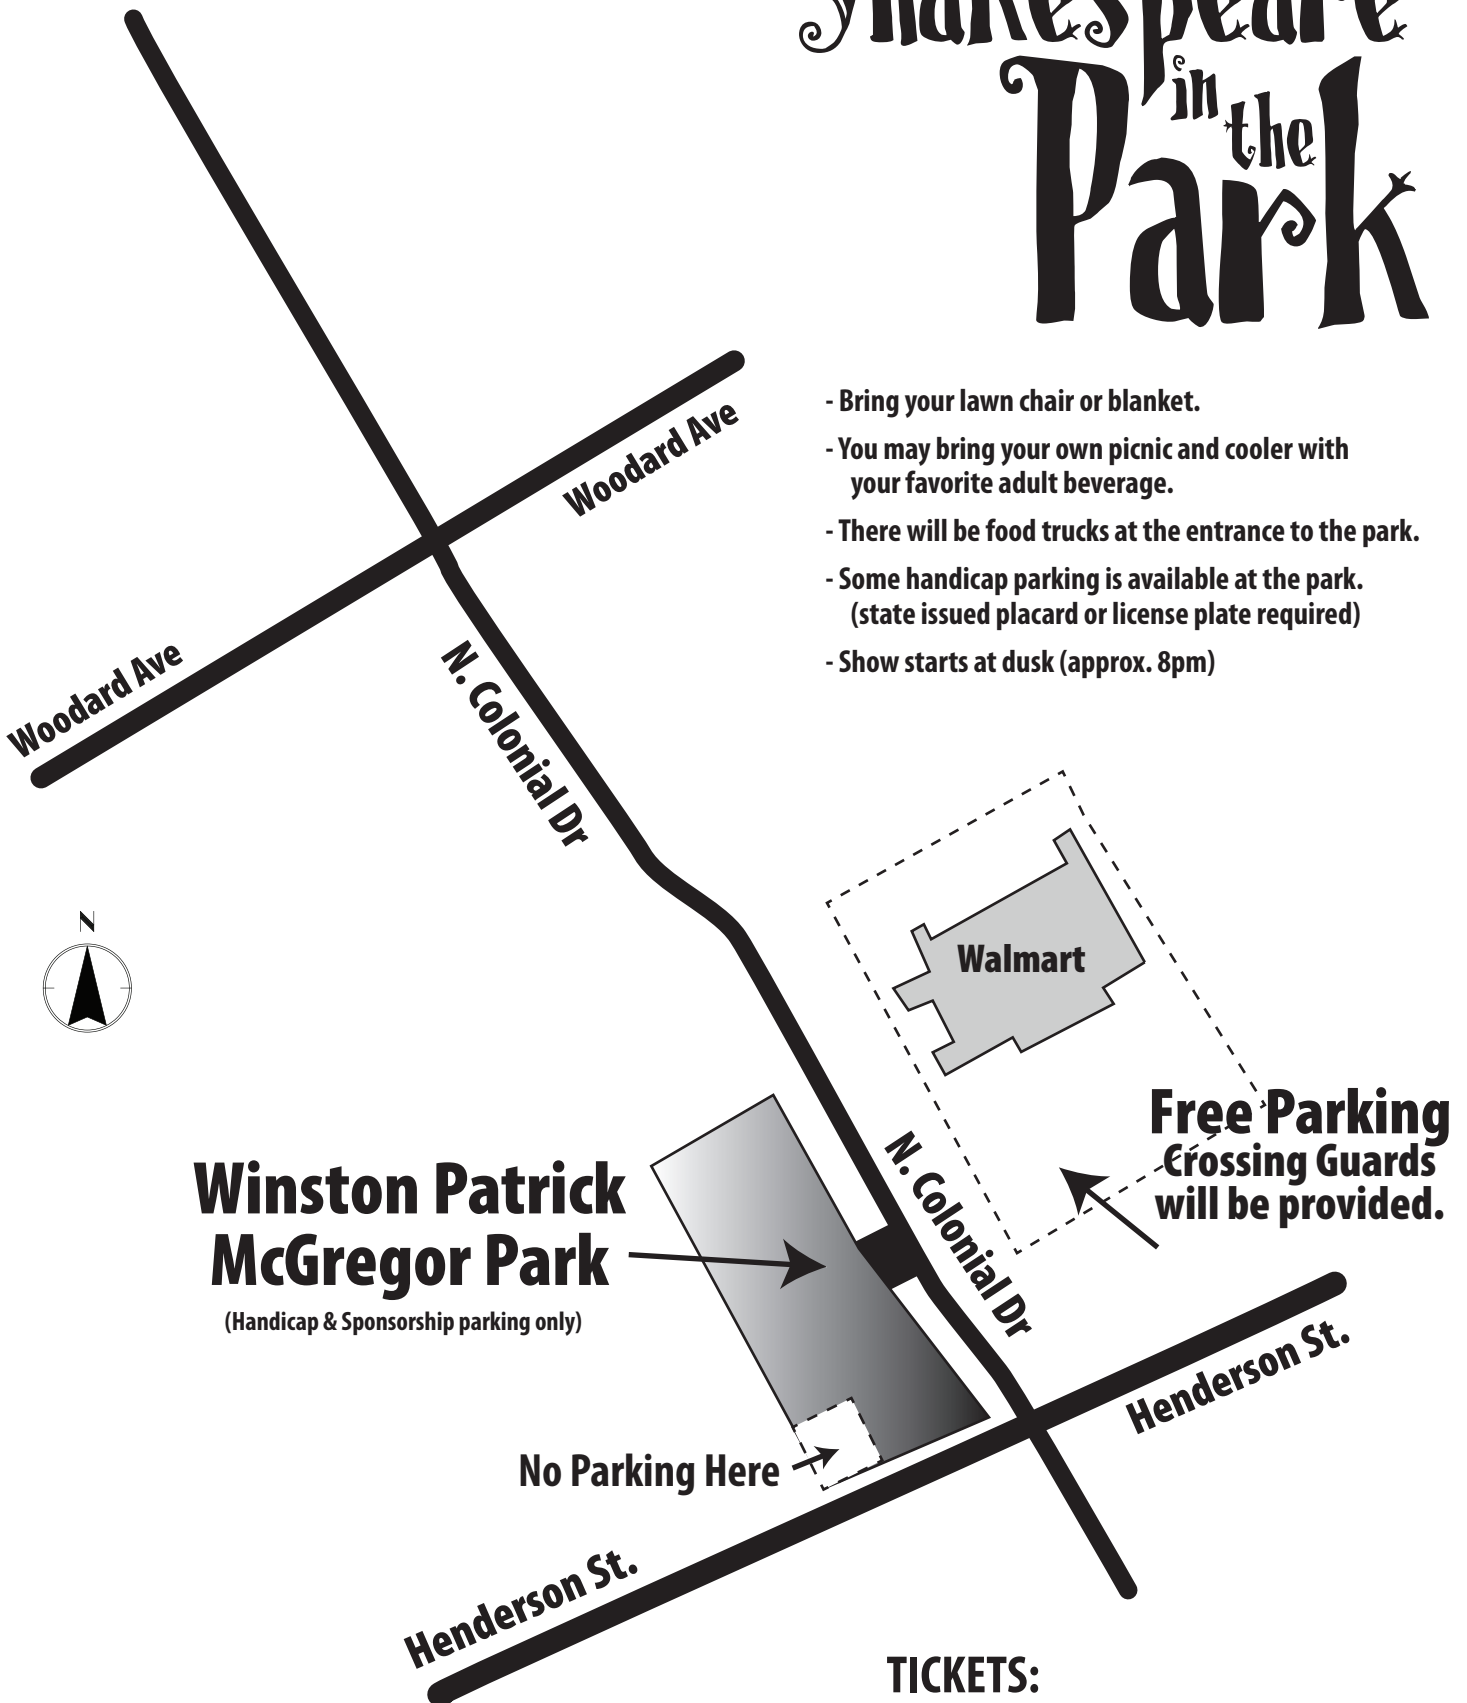 Shakespeare
in
the
Park
- Bring your lawn chair or blanket.
- You may bring your own picnic and cooler with
your favorite adult beverage.
- There will be food trucks at the entrance to the park.
- Some handicap parking is available at the park.
(state issued placard or license plate required)
- Show starts at dusk (approx. 8pm)
Woodard Ave
Woodard Ave
N. Colonial Dr
N
Walmart
Free Parking
Crossing Guards
will be provided.
N. Colonial Dr
Winston Patrick
McGregor Park
(Handicap & Sponsorship parking only)
Henderson St.
No Parking Here
Henderson St.
TICKETS: